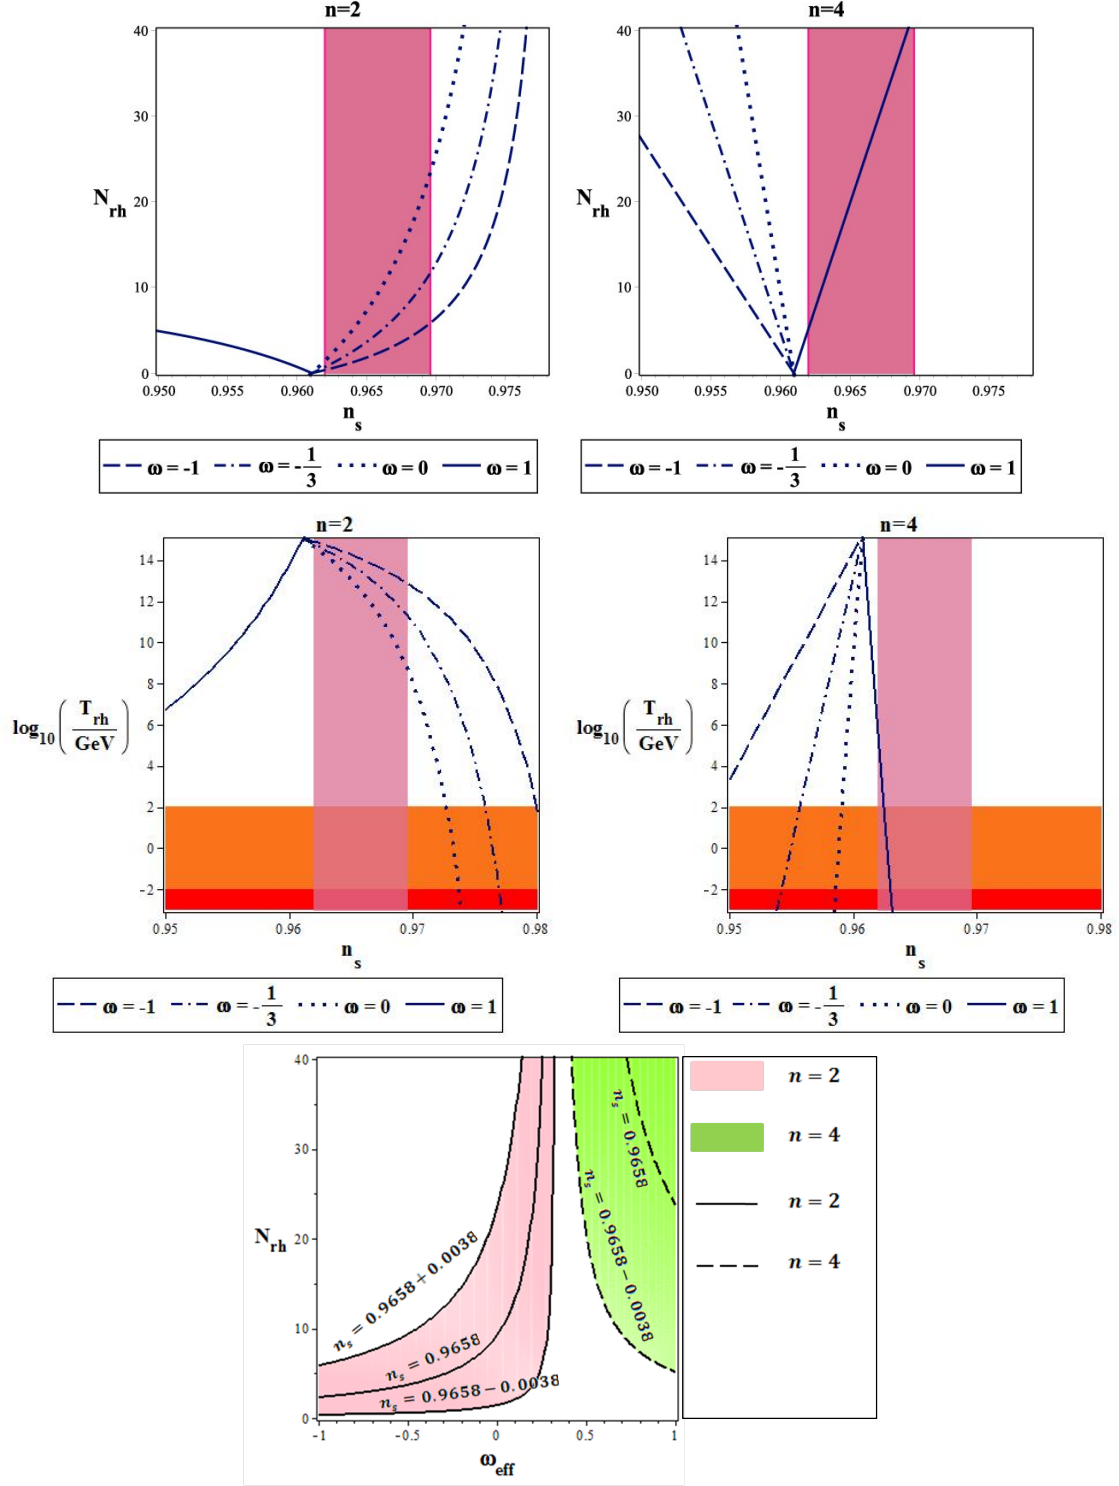 n=2
n=4
40
30
N_rh 20
10
0
0.950 0.955 0.960 0.965 0.970 0.975
n_s
40
30
N_rh 20
10
0
0.950 0.955 0.960 0.965 0.970 0.975
n_s
ω = -1 ω = -1/3 ω = 0 ω = 1
ω = -1 ω = -1/3 ω = 0 ω = 1
n=2
n=4
14
12
10
8
log_10 (T_rh/GeV) 6
4
2
0
-2
0.95 0.96 0.97 0.98
n_s
14
12
10
8
log_10 (T_rh/GeV) 6
4
2
0
-2
0.95 0.96 0.97 0.98
n_s
ω = -1 ω = -1/3 ω = 0 ω = 1
ω = -1 ω = -1/3 ω = 0 ω = 1
40
30
N_rh 20
10
0
n_s = 0.9658+0.0038
n_s = 0.9658
n_s = 0.9658−0.0038
n_s = 0.9658
n_s = 0.9658−0.0038
-1 -0.5 0 0.5 1
ω_eff
n = 2
n = 4
n = 2
n = 4